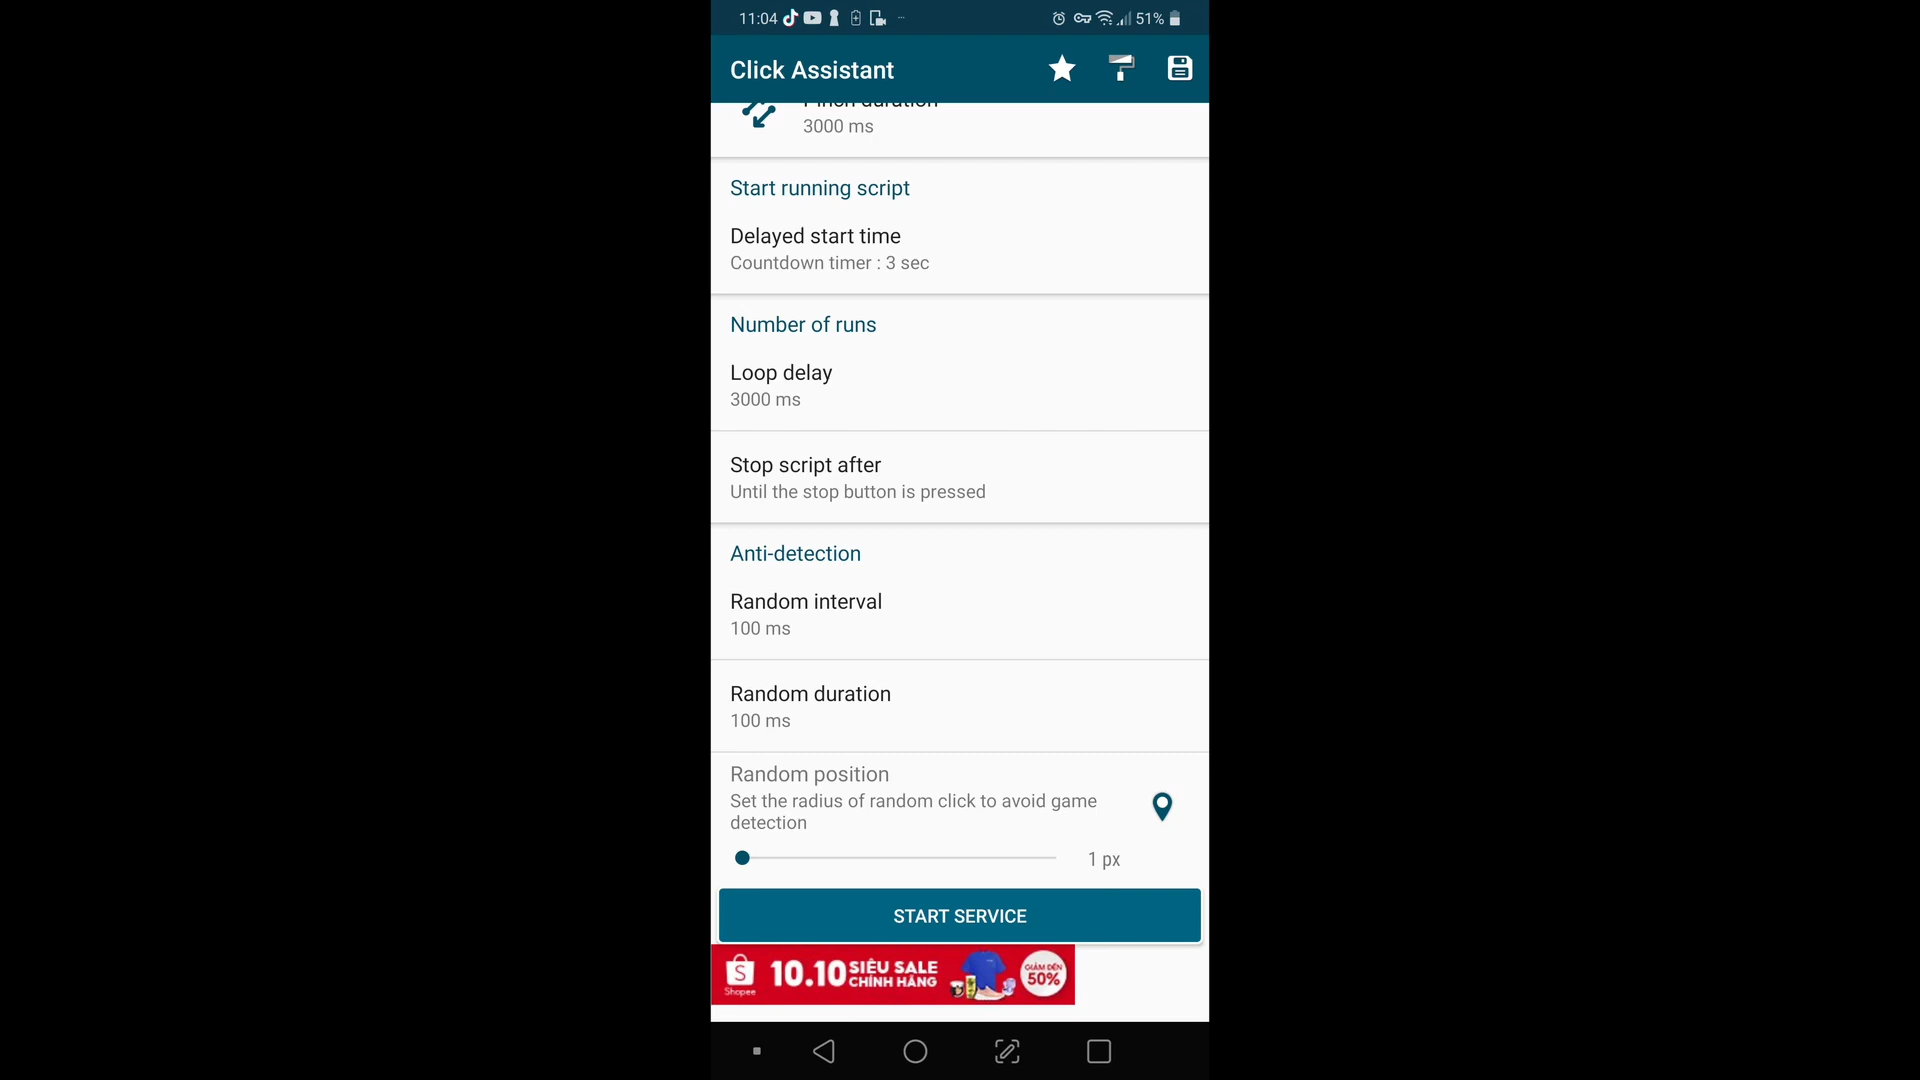 11:04
51%
Click Assistant
Pinch duration
3000 ms
Start running script
Delayed start time
Countdown timer : 3 sec
Number of runs
Loop delay
3000 ms
Stop script after
Until the stop button is pressed
Anti-detection
Random interval
100 ms
Random duration
100 ms
Random position
Set the radius of random click to avoid game
detection
1 px
START SERVICE
S
Shopee
10.10 SIÊU SALE
CHÍNH HÃNG
GIẢM ĐẾN
50%